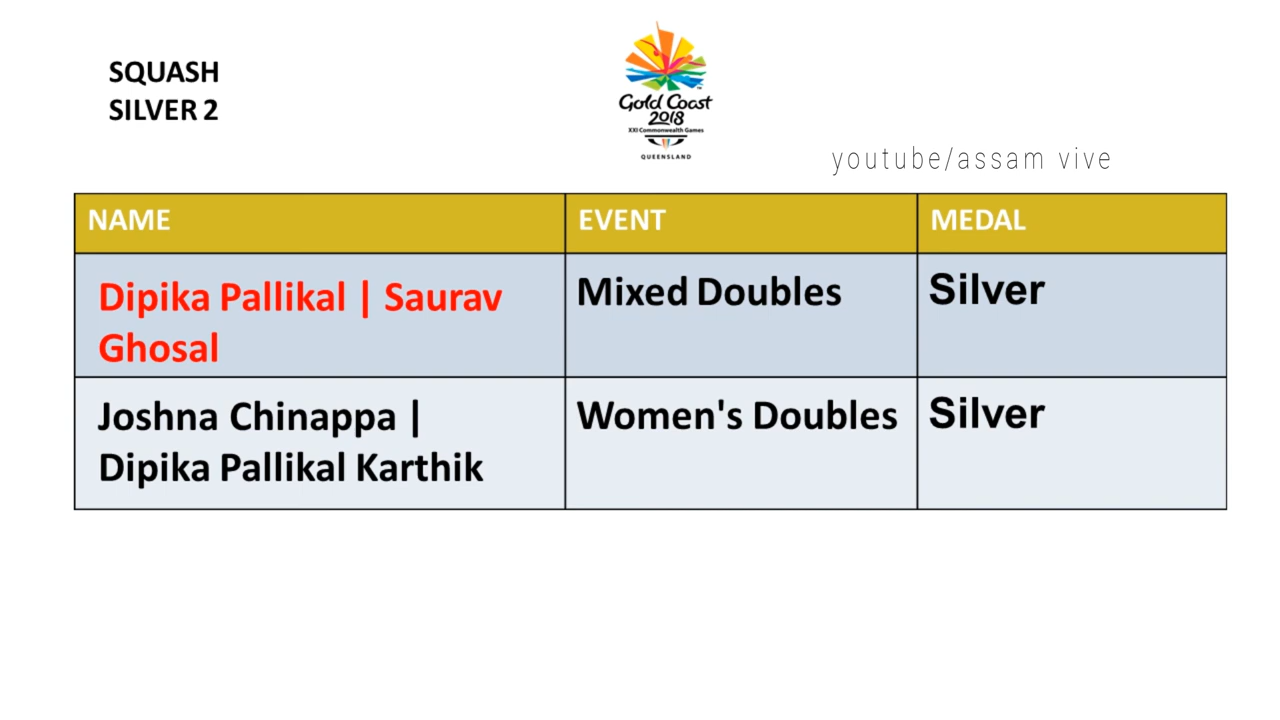 SQUASH
SILVER 2
Gold Coast
2018
XXI Commonwealth Games
QUEENSLAND
youtube/assam vive
NAME EVENT MEDAL
Dipika Pallikal | Saurav
Ghosal
Mixed Doubles
Silver
Joshna Chinappa |
Dipika Pallikal Karthik
Women's Doubles
Silver